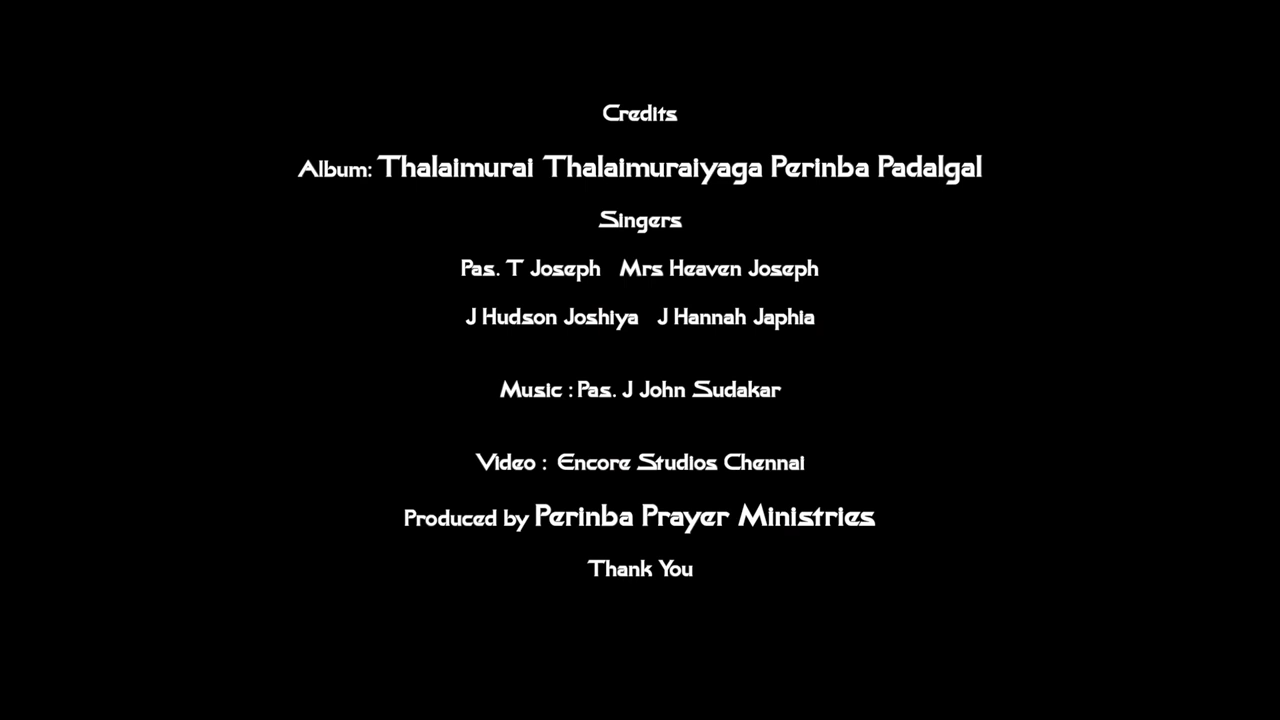 Credits
Album: Thalaimurai Thalaimuraiyaga Perinba Padalgal
Singers
Pas. T Joseph Mrs Heaven Joseph
J Hudson Joshiya J Hannah Japhia
Music : Pas. J John Sudakar
Video : Encore Studios Chennai
Produced by Perinba Prayer Ministries
Thank You